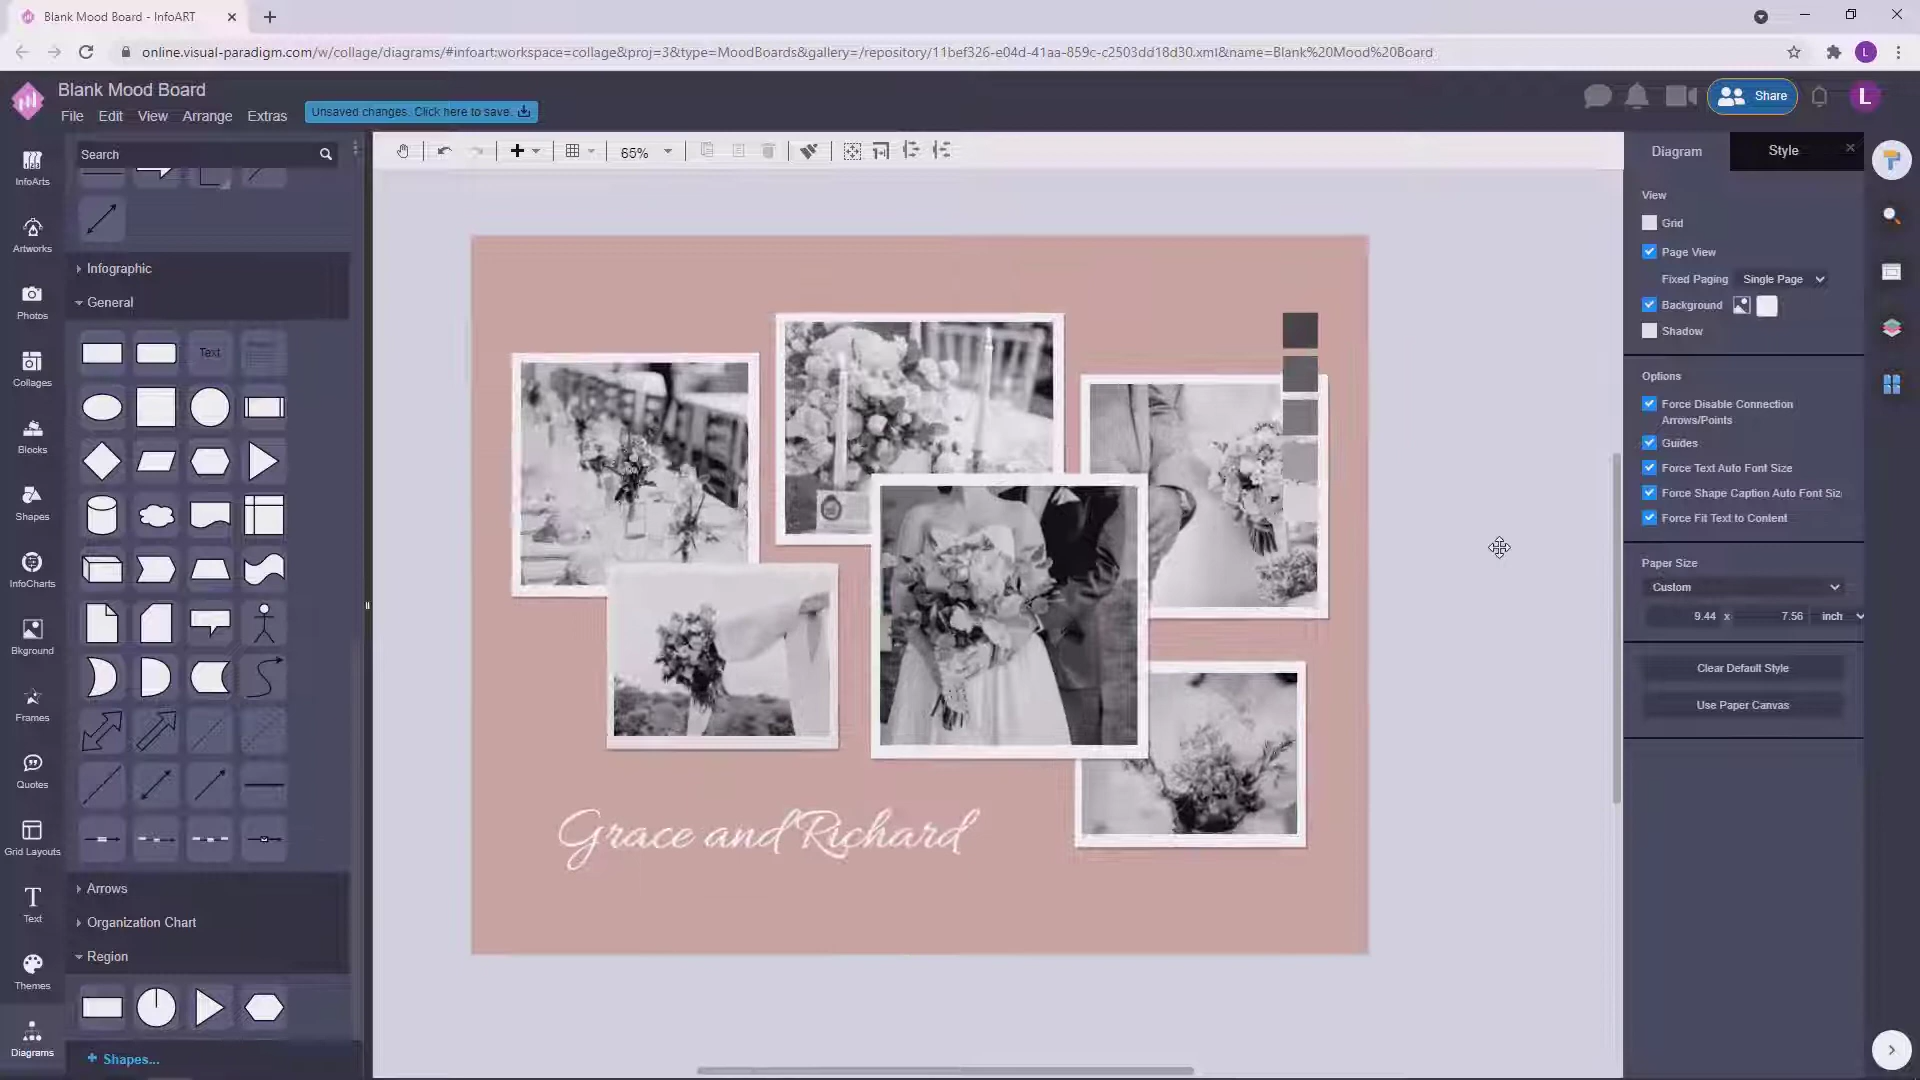 Blank Mood Board - InfoART
online.visual-paradigm.com/w/collage/diagrams/#infoart:workspace=collage&proj=3&type=MoodBoards&gallery=/repository/11bef326-e04d-41aa-859c-c2503dd18d30.xml&name=Blank%20Mood%20Board
L
Blank Mood Board
File Edit View Arrange Extras
Unsaved changes. Click here to save.
Share
L
InfoArts
Artworks
Photos
Collages
Blocks
Shapes
InfoCharts
Bkground
Frames
Quotes
Grid Layouts
Text
Themes
Diagrams
Search
Infographic
General
Text
Arrows
Organization Chart
Region
+ Shapes...
65%
Grace and Richard
Diagram
Style
View
Grid
Page View
Fixed Paging Single Page
Background
Shadow
Options
Force Disable Connection
Arrows/Points
Guides
Force Text Auto Font Size
Force Shape Caption Auto Font Siz
Force Fit Text to Content
Paper Size
Custom
9.44 x 7.56 inch
Clear Default Style
Use Paper Canvas